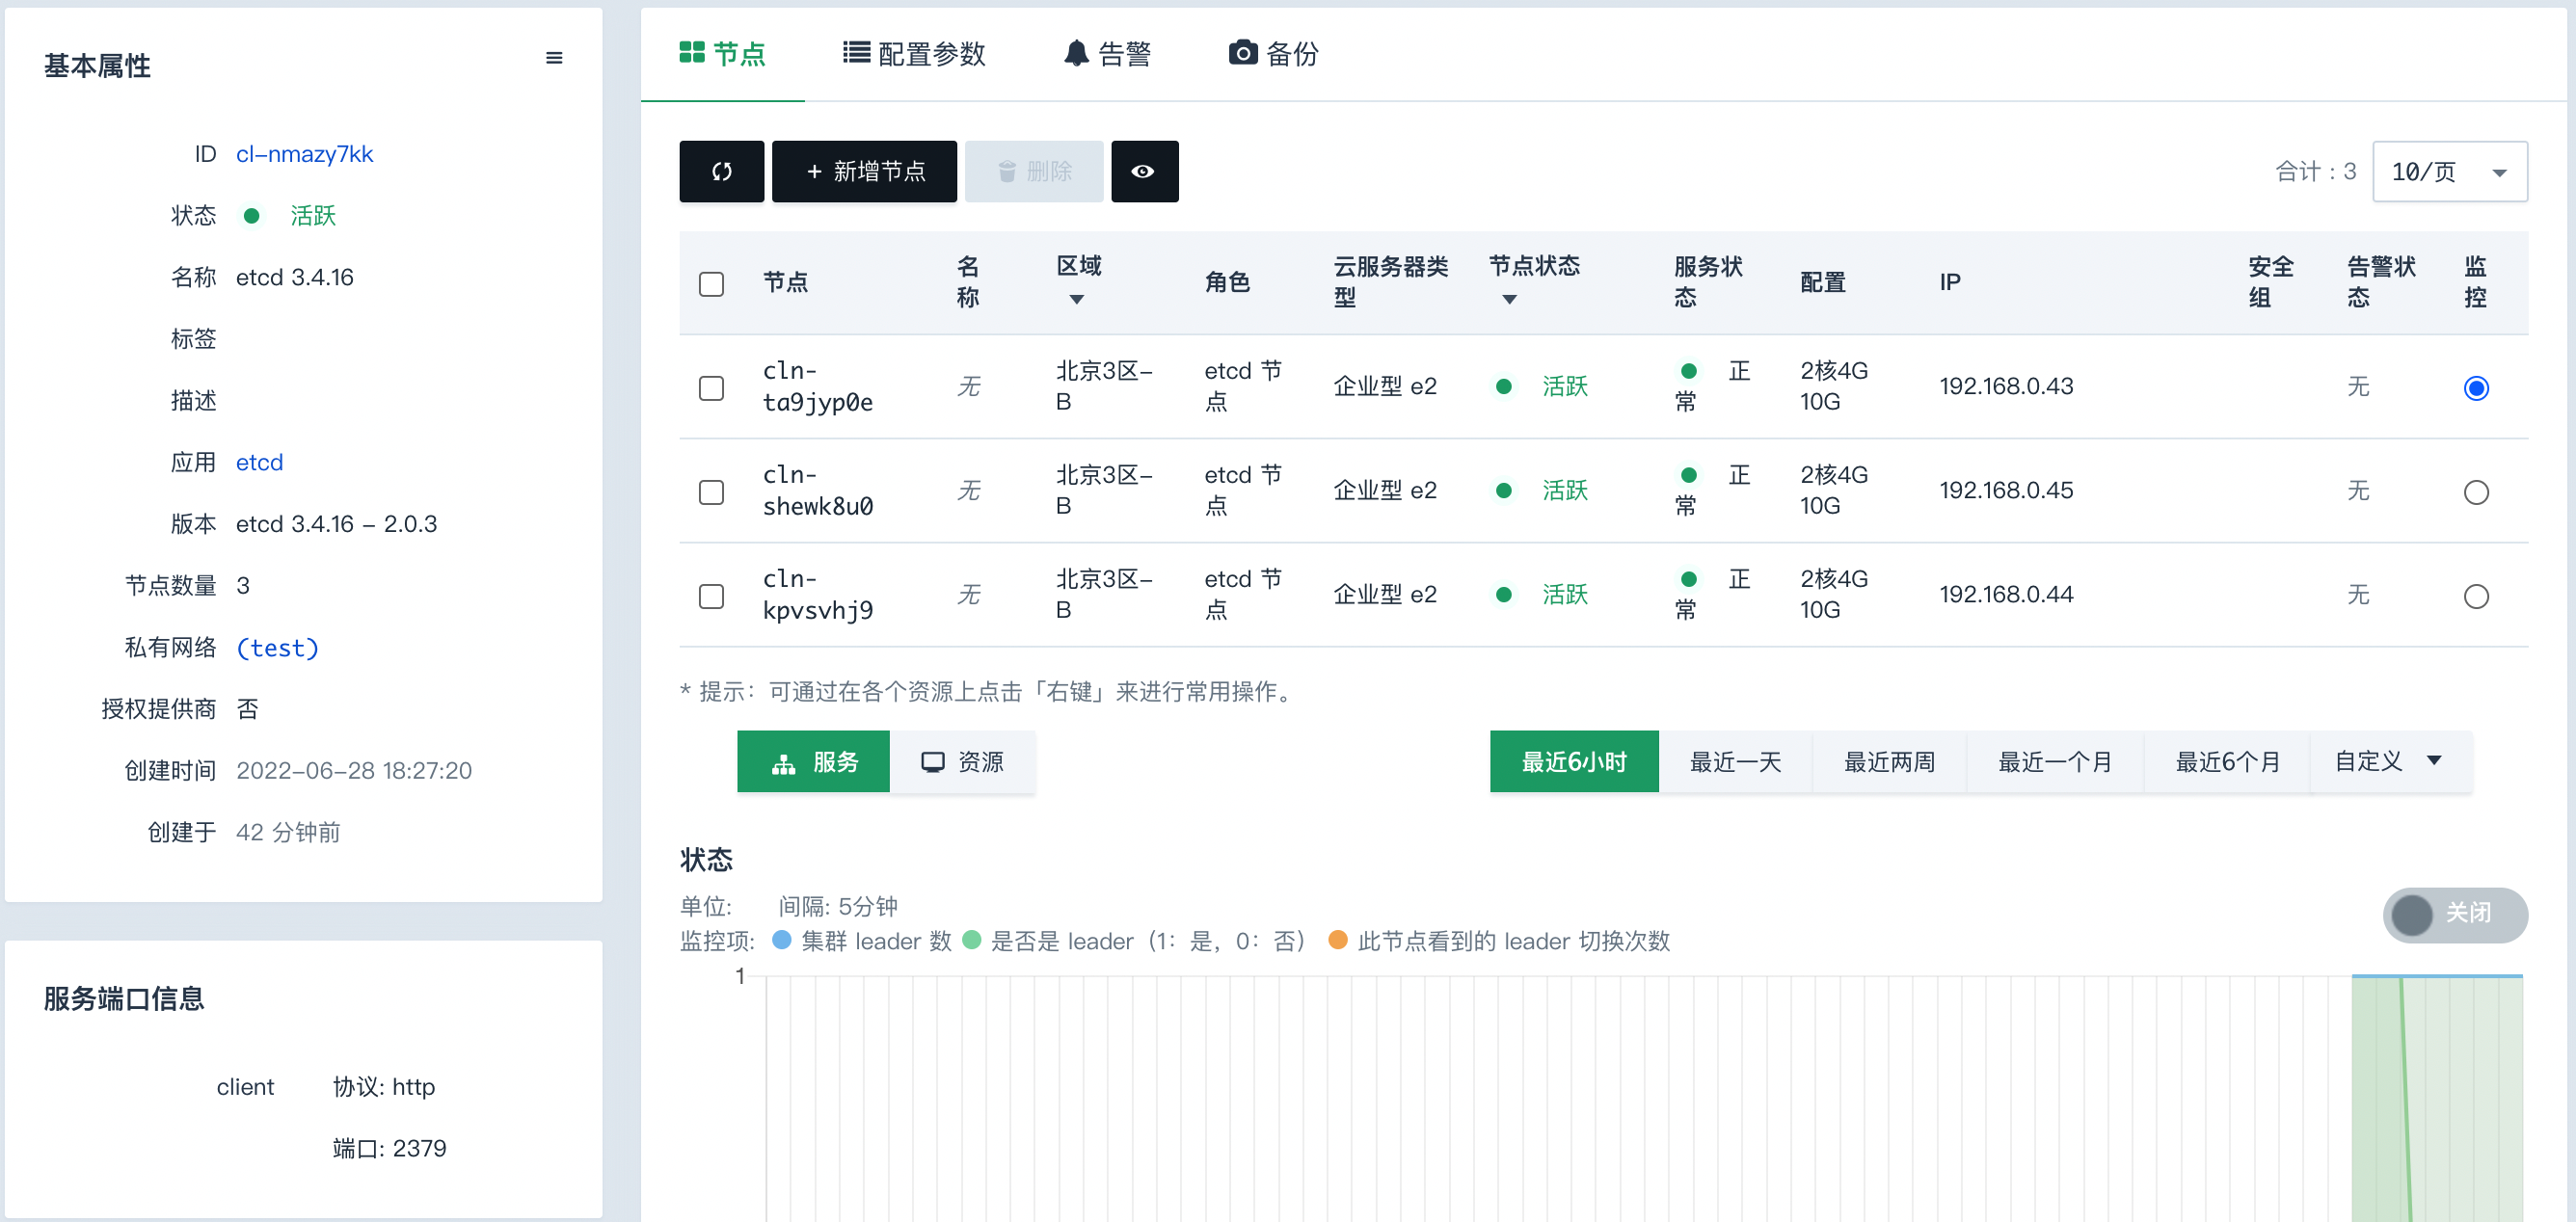 基本属性
ID cl-nmazy7kk
状态 活跃
名称 etcd 3.4.16
标签
描述
应用 etcd
版本 etcd 3.4.16 - 2.0.3
节点数量 3
私有网络 (test)
授权提供商 否
创建时间 2022-06-28 18:27:20
创建于 42 分钟前
服务端口信息
client 协议: http
端口: 2379
节点 配置参数 告警 备份
+ 新增节点 删除 合计 : 3 10/页
节点 名称 区域 角色 云服务器类型 节点状态 服务状态 配置 IP 安全组 告警状态 监控
cln-ta9jyp0e 无 北京3区-B etcd 节点 企业型 e2 活跃 正常 2核4G 10G 192.168.0.43 无
cln-shewk8u0 无 北京3区-B etcd 节点 企业型 e2 活跃 正常 2核4G 10G 192.168.0.45 无
cln-kpvsvhj9 无 北京3区-B etcd 节点 企业型 e2 活跃 正常 2核4G 10G 192.168.0.44 无
* 提示：可通过在各个资源上点击「右键」来进行常用操作。
服务 资源 最近6小时 最近一天 最近两周 最近一个月 最近6个月 自定义
状态
单位: 间隔: 5分钟
关闭
监控项: 集群 leader 数 是否是 leader（1：是，0：否） 此节点看到的 leader 切换次数
1